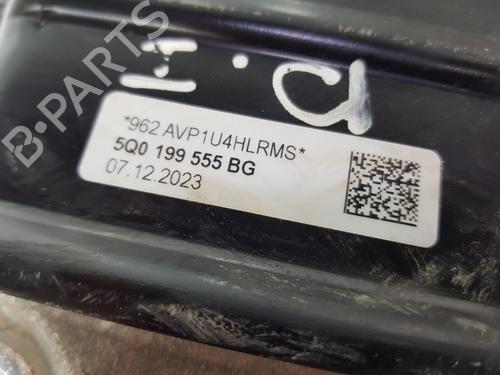 B-PARTS
D.I
*962 AVP1U4HLRMS*
5Q0 199 555 BG
07.12.2023